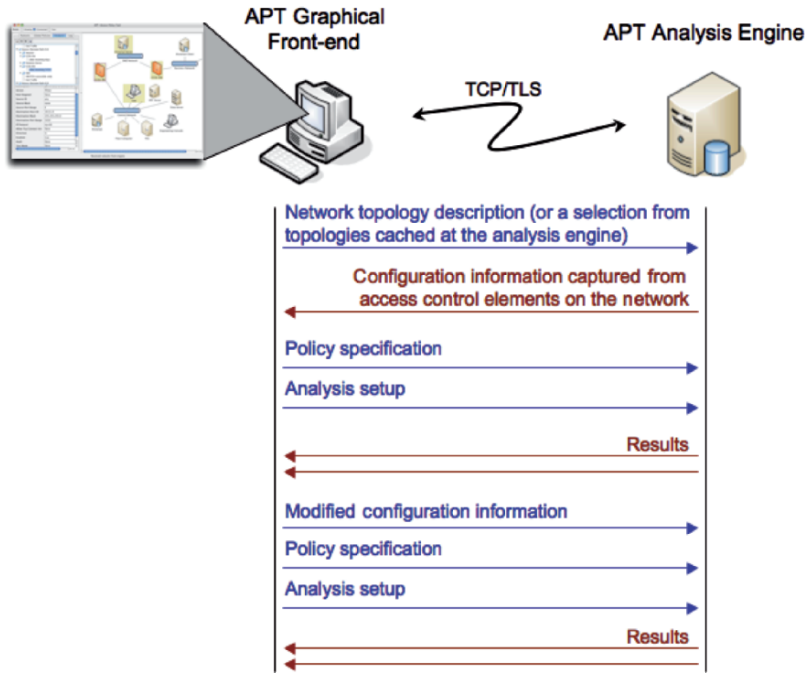 APT Graphical
Front-end
APT Analysis Engine
TCP/TLS
Network topology description (or a selection from
topologies cached at the analysis engine)
Configuration information captured from
access control elements on the network
Policy specification
Analysis setup
Results
Modified configuration information
Policy specification
Analysis setup
Results